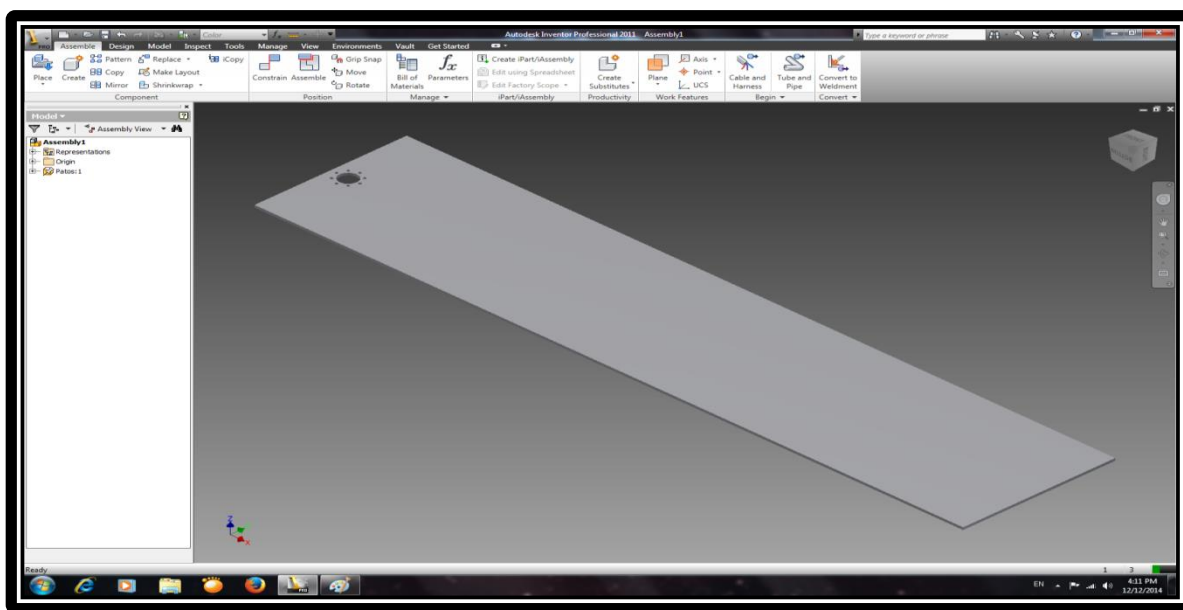 Color
Autodesk Inventor Professional 2011 Assembly1
Type a keyword or phrase
PRO Assemble Design Model Inspect Tools Manage View Environments Vault Get Started
Place Create Pattern Copy Mirror Replace Make Layout Shrinkwrap iCopy
Component
Constrain Assemble Grip Snap Move Rotate
Position
Bill of Materials Parameters
Manage
Create iPart/iAssembly
Edit using Spreadsheet
Edit Factory Scope
iPart/iAssembly
Create Substitutes
Productivity
Plane Axis Point UCS
Work Features
Cable and Harness Tube and Pipe
Begin
Convert to Weldment
Convert
Model
Assembly View
Assembly1
Representations
Origin
Patos:1
Z
X
Ready
1 3
EN
4:11 PM
12/12/2014